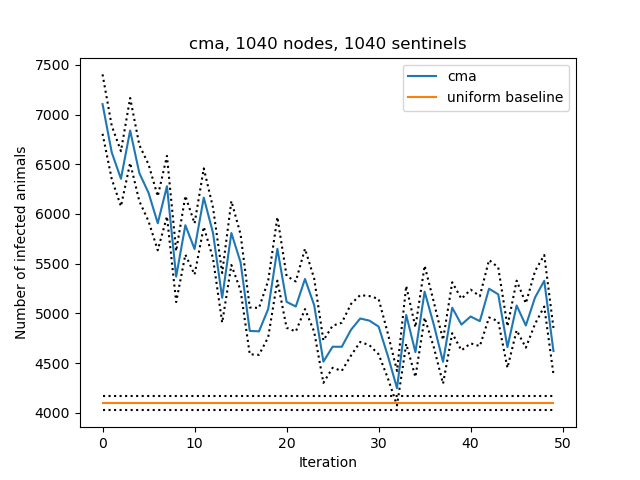 cma, 1040 nodes, 1040 sentinels
cma
uniform baseline
Number of infected animals
7500
7000
6500
6000
5500
5000
4500
4000
0 10 20 30 40 50
Iteration